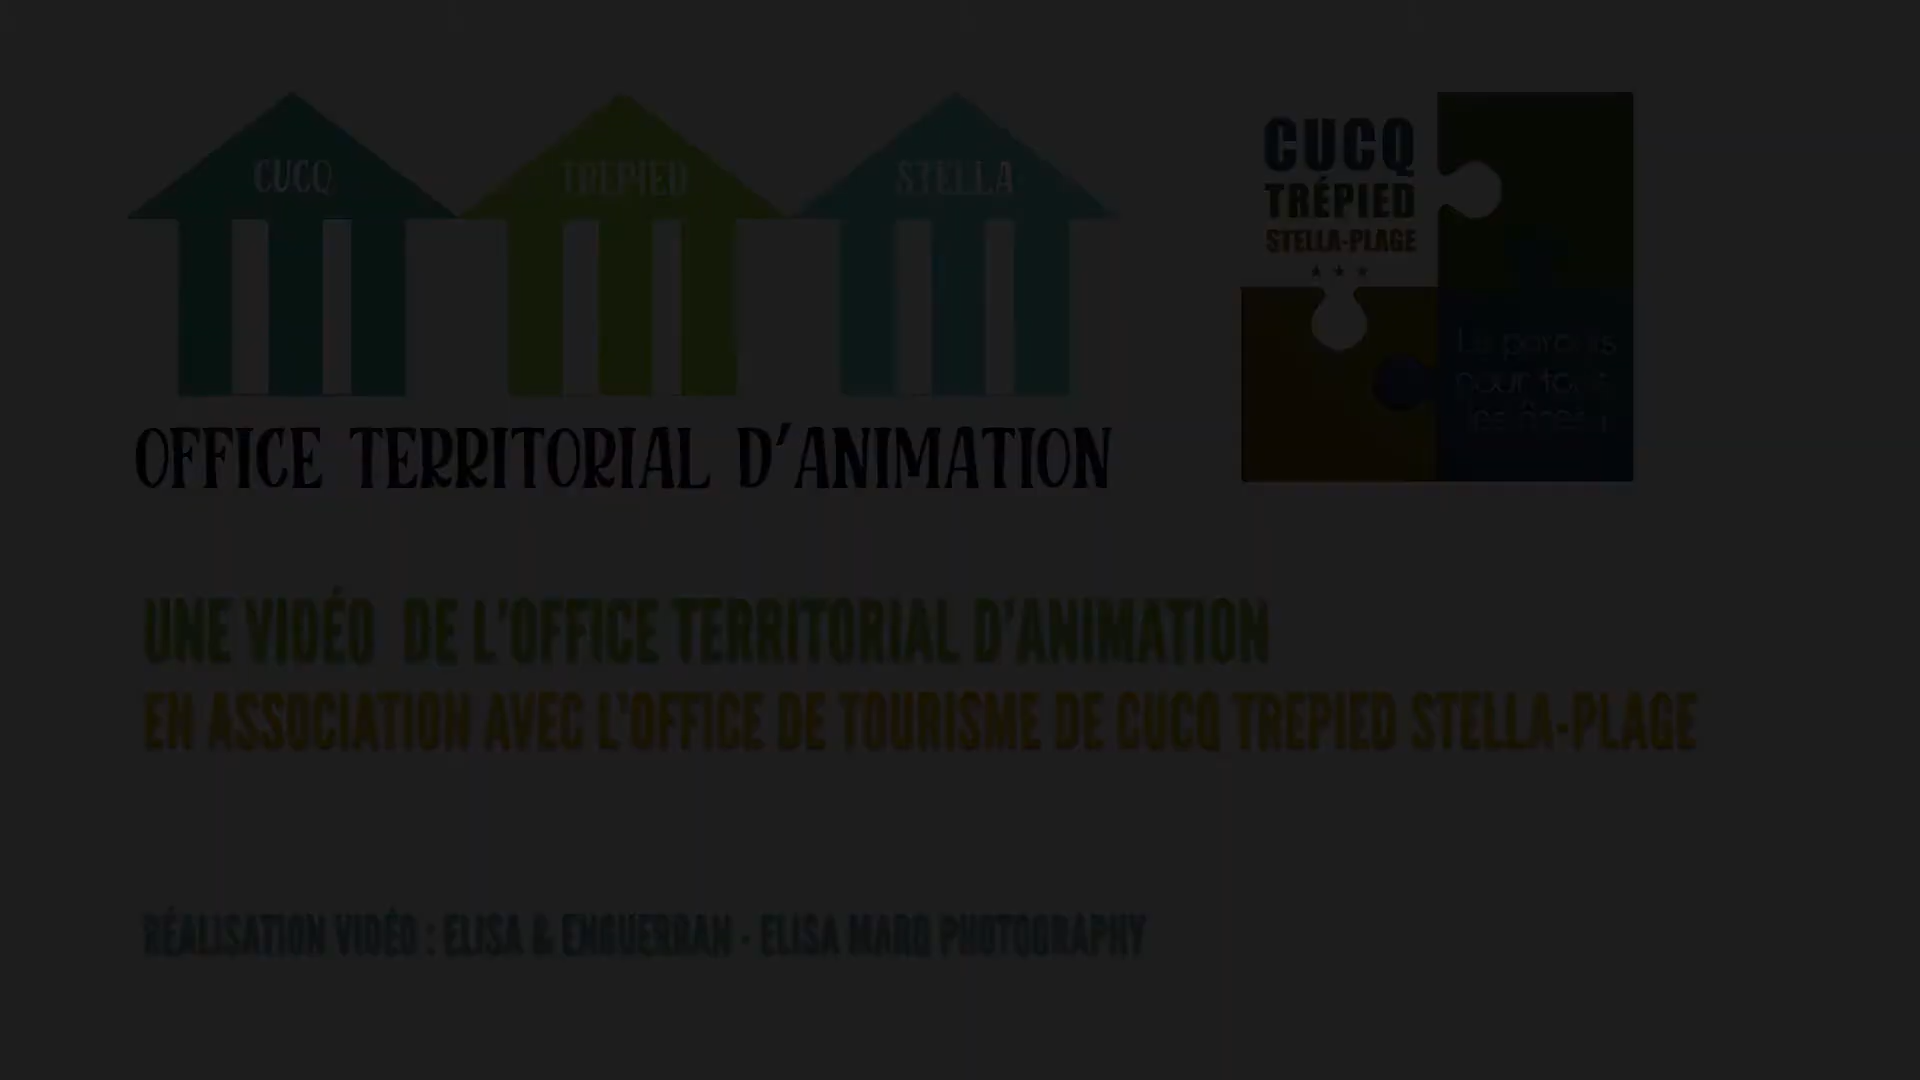 CUCQ
TREPIED
STELLA
OFFICE TERRITORIAL D'ANIMATION
CUCQ
TRÉPIED
STELLA-PLAGE
pour
UNE VIDÉO DE L'OFFICE TERRITORIAL D'ANIMATION
EN ASSOCIATION AVEC L'OFFICE DE TOURISME DE CUCQ TREPIED STELLA-PLAGE
RÉALISATION VIDÉO : ELISA & ENGUERRAN - ELISA MARQ PHOTOGRAPHY